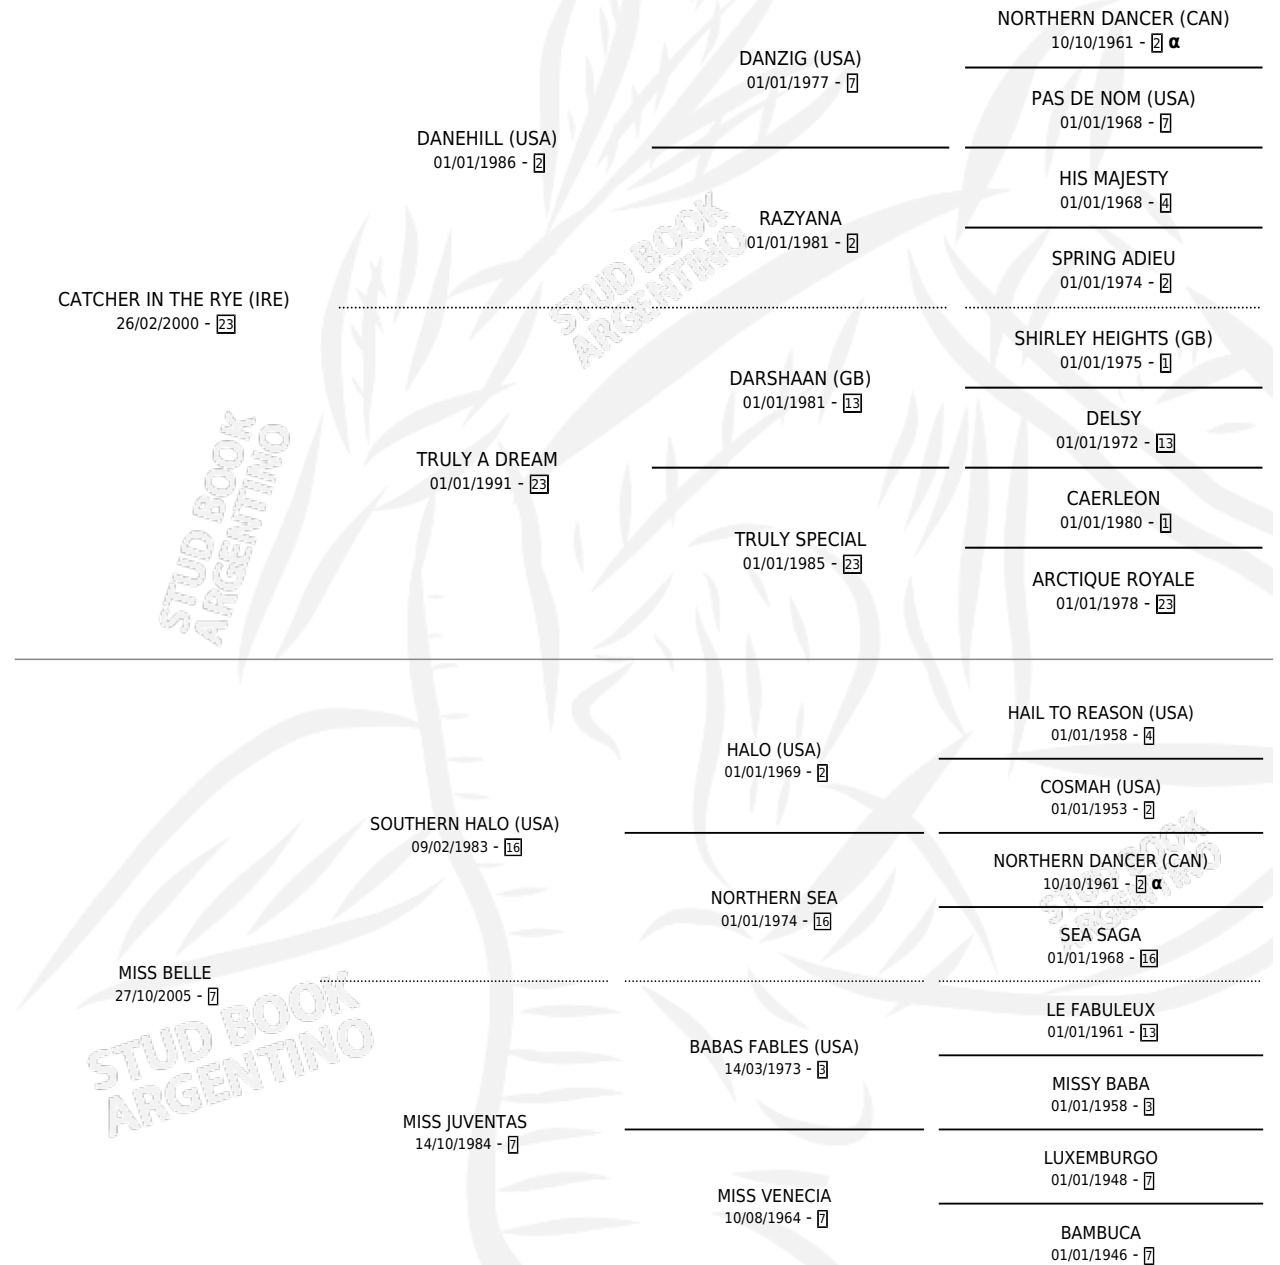 NORTHERN DANCER (CAN)
10/10/1961 - 2 α
DANZIG (USA)
01/01/1977 - 7
PAS DE NOM (USA)
01/01/1968 - 7
DANEHILL (USA)
01/01/1986 - 2
HIS MAJESTY
01/01/1968 - 4
RAZYANA
01/01/1981 - 2
SPRING ADIEU
01/01/1974 - 2
CATCHER IN THE RYE (IRE)
26/02/2000 - 23
SHIRLEY HEIGHTS (GB)
01/01/1975 - 1
DARSHAAN (GB)
01/01/1981 - 13
DELSY
01/01/1972 - 13
TRULY A DREAM
01/01/1991 - 23
CAERLEON
01/01/1980 - 1
TRULY SPECIAL
01/01/1985 - 23
ARCTIQUE ROYALE
01/01/1978 - 23
HAIL TO REASON (USA)
01/01/1958 - 4
HALO (USA)
01/01/1969 - 2
COSMAH (USA)
01/01/1953 - 2
SOUTHERN HALO (USA)
09/02/1983 - 16
NORTHERN DANCER (CAN)
10/10/1961 - 2 α
NORTHERN SEA
01/01/1974 - 16
SEA SAGA
01/01/1968 - 16
MISS BELLE
27/10/2005 - 7
LE FABULEUX
01/01/1961 - 13
BABAS FABLES (USA)
14/03/1973 - 3
MISSY BABA
01/01/1958 - 3
MISS JUVENTAS
14/10/1984 - 7
LUXEMBURGO
01/01/1948 - 7
MISS VENECIA
10/08/1964 - 7
BAMBUCA
01/01/1946 - 7
STUD BOOK
ARGENTINO
STUD BOOK
ARGENTINO
STUD BOOK
ARGENTINO
STUD BOOK
ARGENTINO